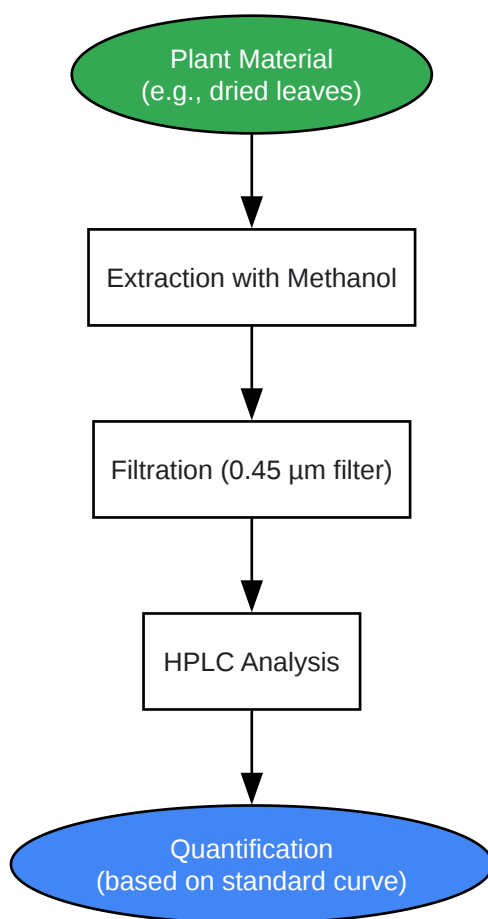 Plant Material
(e.g., dried leaves)
Extraction with Methanol
Filtration (0.45 µm filter)
HPLC Analysis
Quantification
(based on standard curve)